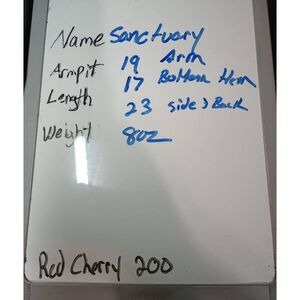 Name Sanctuary
Armpit 19 Arm
17 Bottom Hem
Length 23 side > Back
Weight 8oz
Red Cherry 200